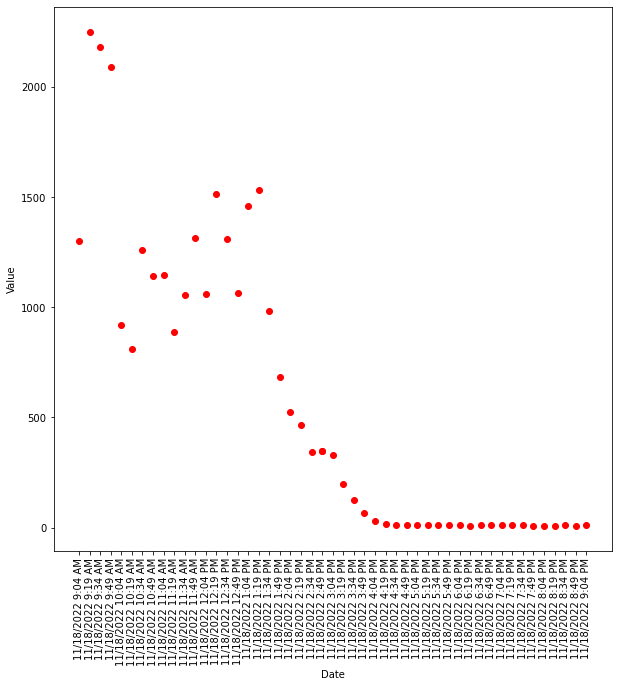 2000
1500
1000
500
0
Value
11/18/2022 9:04 AM
11/18/2022 9:19 AM
11/18/2022 9:34 AM
11/18/2022 9:49 AM
11/18/2022 10:04 AM
11/18/2022 10:19 AM
11/18/2022 10:34 AM
11/18/2022 10:49 AM
11/18/2022 11:04 AM
11/18/2022 11:19 AM
11/18/2022 11:34 AM
11/18/2022 11:49 AM
11/18/2022 12:04 PM
11/18/2022 12:19 PM
11/18/2022 12:34 PM
11/18/2022 12:49 PM
11/18/2022 1:04 PM
11/18/2022 1:19 PM
11/18/2022 1:34 PM
11/18/2022 1:49 PM
11/18/2022 2:04 PM
11/18/2022 2:19 PM
11/18/2022 2:34 PM
11/18/2022 2:49 PM
11/18/2022 3:04 PM
11/18/2022 3:19 PM
11/18/2022 3:34 PM
11/18/2022 3:49 PM
11/18/2022 4:04 PM
11/18/2022 4:19 PM
11/18/2022 4:34 PM
11/18/2022 4:49 PM
11/18/2022 5:04 PM
11/18/2022 5:19 PM
11/18/2022 5:34 PM
11/18/2022 5:49 PM
11/18/2022 6:04 PM
11/18/2022 6:19 PM
11/18/2022 6:34 PM
11/18/2022 6:49 PM
11/18/2022 7:04 PM
11/18/2022 7:19 PM
11/18/2022 7:34 PM
11/18/2022 7:49 PM
11/18/2022 8:04 PM
11/18/2022 8:19 PM
11/18/2022 8:34 PM
11/18/2022 8:49 PM
11/18/2022 9:04 PM
Date